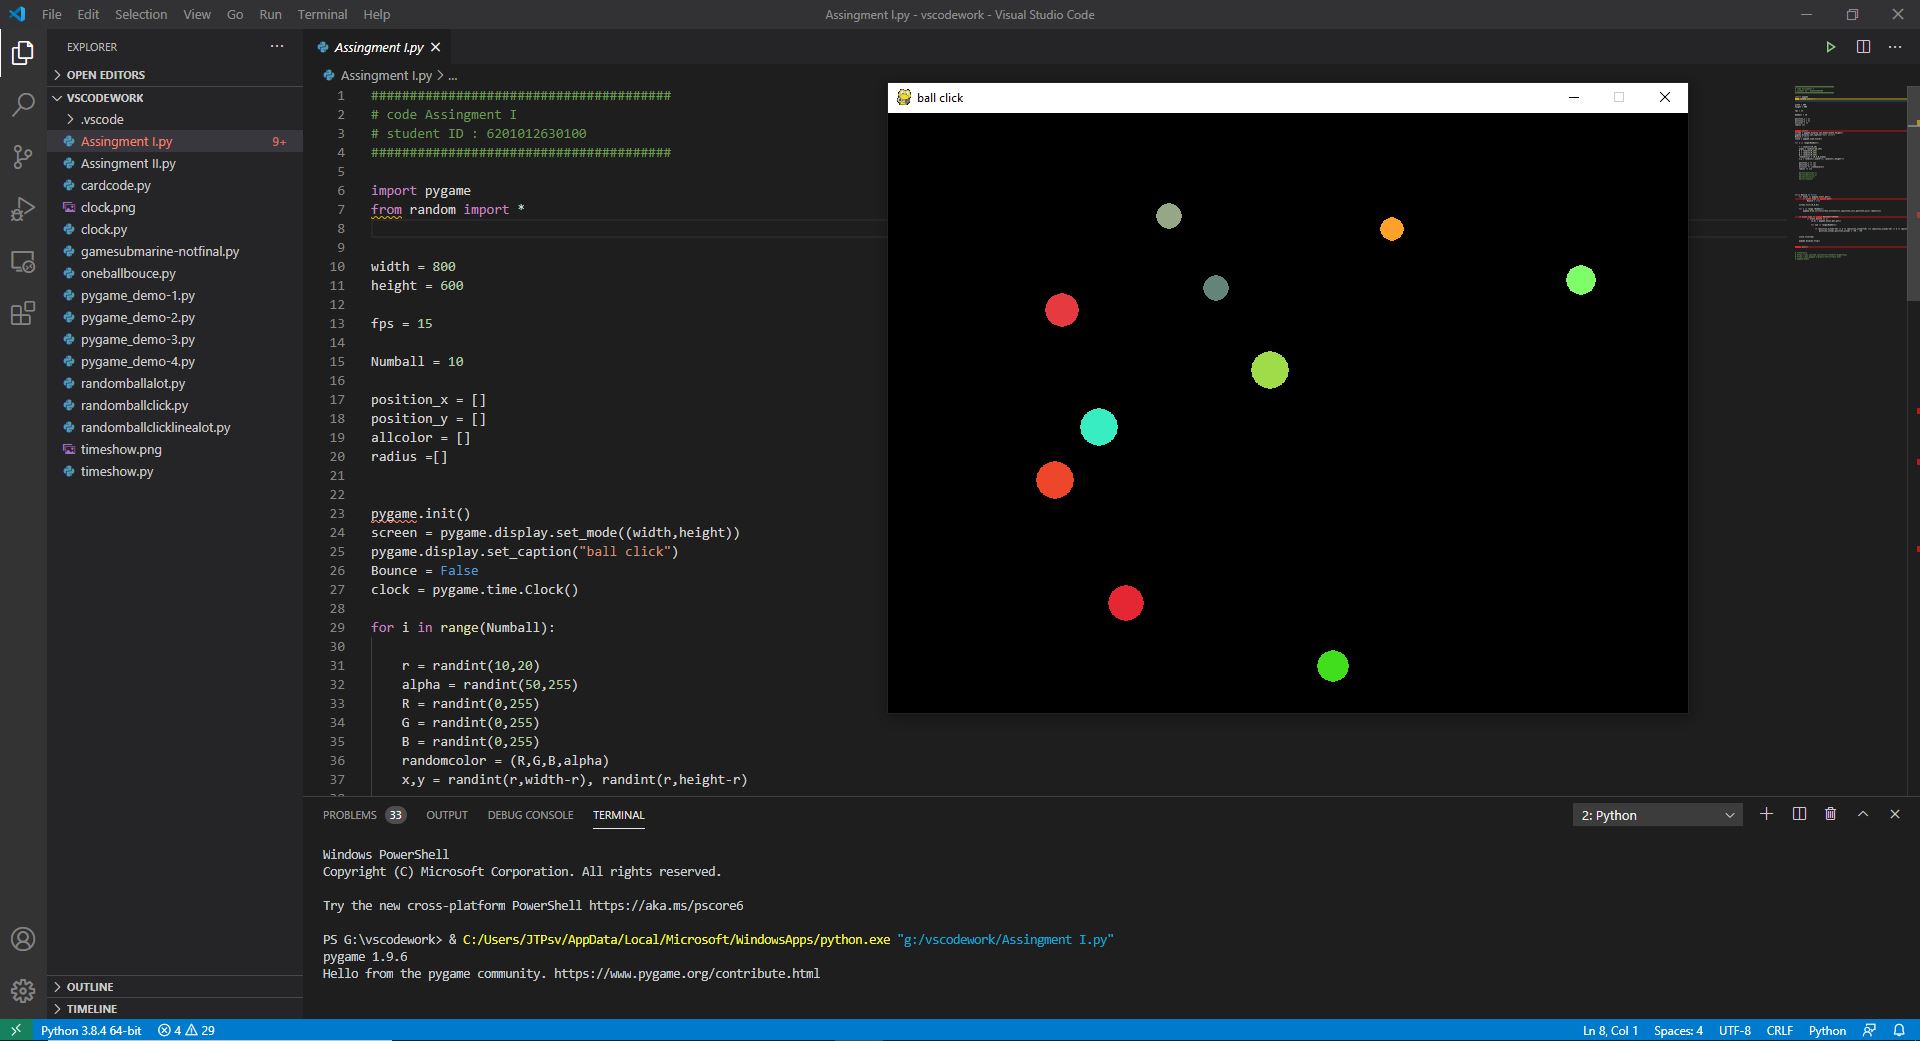 File Edit Selection View Go Run Terminal Help
Assingment I.py - vscodework - Visual Studio Code
EXPLORER
OPEN EDITORS
VSCODEWORK
.vscode
Assingment I.py 9+
Assingment II.py
cardcode.py
clock.png
clock.py
gamesubmarine-notfinal.py
oneballbouce.py
pygame_demo-1.py
pygame_demo-2.py
pygame_demo-3.py
pygame_demo-4.py
randomballalot.py
randomballclick.py
randomballclicklinealot.py
timeshow.png
timeshow.py
OUTLINE
TIMELINE
Assingment I.py
Assingment I.py > ...
1 #######################################
2 # code Assingment I
3 # student ID : 6201012630100
4 #######################################
5
6 import pygame
7 from random import *
8
9
10 width = 800
11 height = 600
12
13 fps = 15
14
15 Numball = 10
16
17 position_x = []
18 position_y = []
19 allcolor = []
20 radius =[]
21
22
23 pygame.init()
24 screen = pygame.display.set_mode((width,height))
25 pygame.display.set_caption("ball click")
26 Bounce = False
27 clock = pygame.time.Clock()
28
29 for i in range(Numball):
30
31 r = randint(10,20)
32 alpha = randint(50,255)
33 R = randint(0,255)
34 G = randint(0,255)
35 B = randint(0,255)
36 randomcolor = (R,G,B,alpha)
37 x,y = randint(r,width-r), randint(r,height-r)
ball click
PROBLEMS 33 OUTPUT DEBUG CONSOLE TERMINAL
2: Python
Windows PowerShell
Copyright (C) Microsoft Corporation. All rights reserved.
Try the new cross-platform PowerShell https://aka.ms/pscore6
PS G:\vscodework> & C:/Users/JTPsv/AppData/Local/Microsoft/WindowsApps/python.exe "g:/vscodework/Assingment I.py"
pygame 1.9.6
Hello from the pygame community. https://www.pygame.org/contribute.html
Python 3.8.4 64-bit 4 29
Ln 8, Col 1 Spaces: 4 UTF-8 CRLF Python